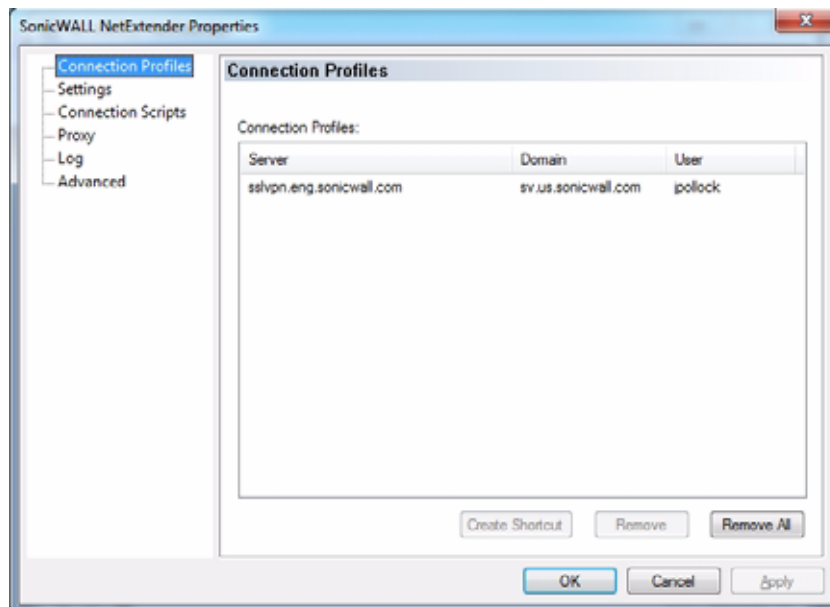 SonicWALL NetExtender Properties
Connection Profiles
Settings
Connection Scripts
Proxy
Log
Advanced
Connection Profiles
Connection Profiles:
Server Domain User
sslvpn.eng.sonicwall.com sv.us.sonicwall.com jpollock
Create Shortcut Remove Remove All
OK Cancel Apply